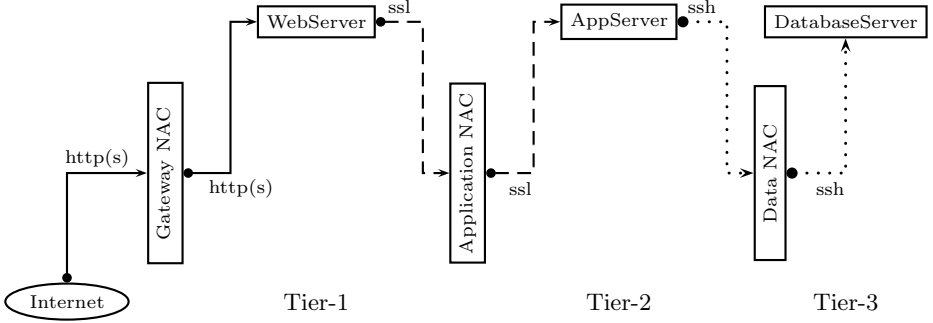 ssl
ssh
WebServer
AppServer
DatabaseServer
Gateway NAC
Application NAC
Data NAC
http(s)
http(s)
ssl
ssh
Internet
Tier-1
Tier-2
Tier-3